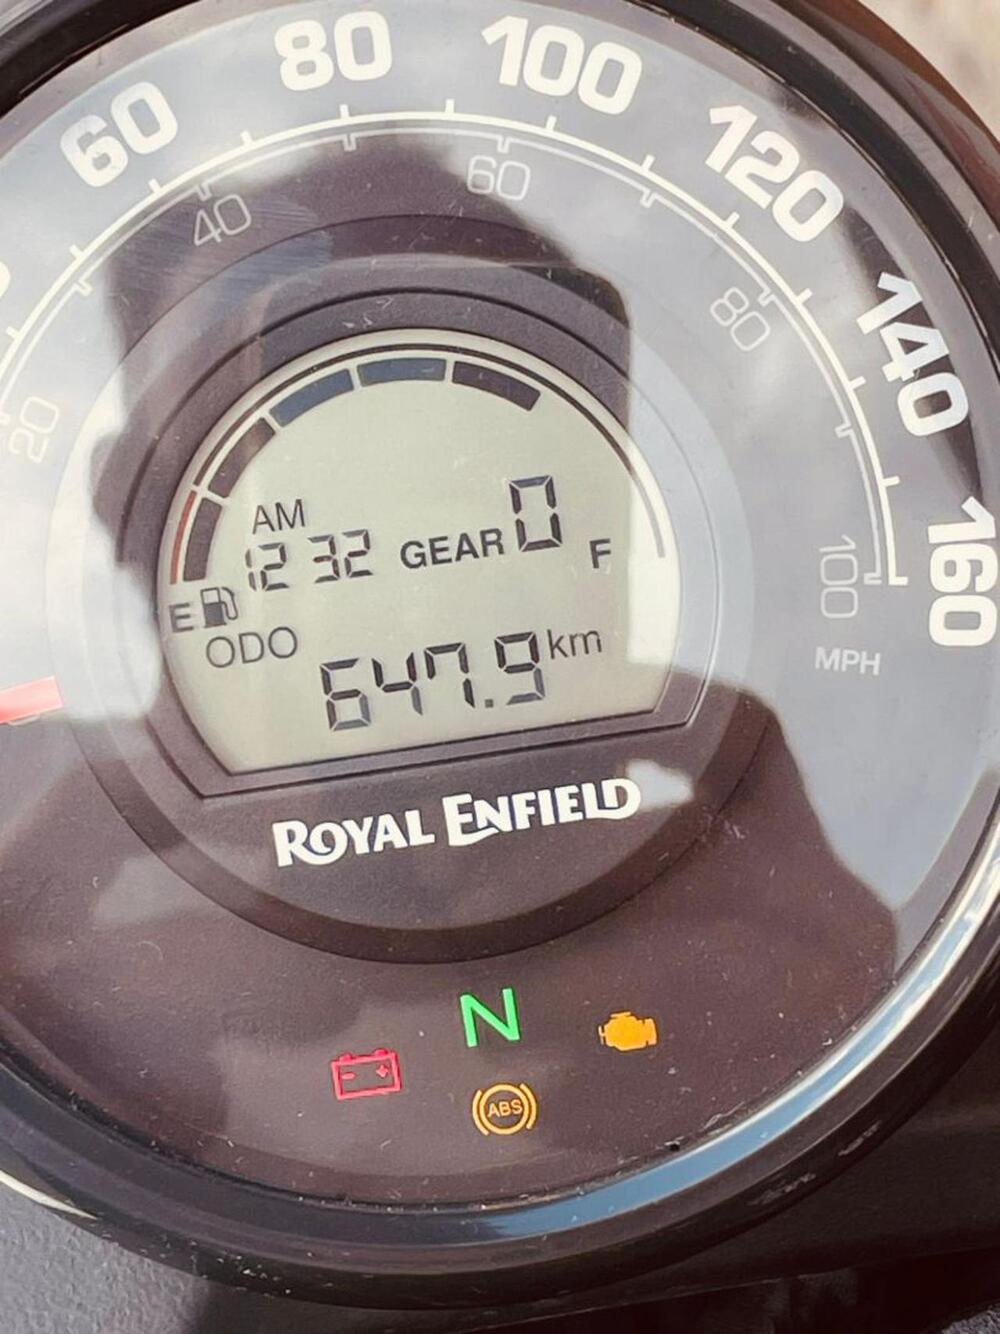 60
80
100
120
140
160
20
40
60
80
100
MPH
AM
12 32 GEAR 0
E F
ODO
647.9 km
ROYAL ENFIELD
N
- +
ABS